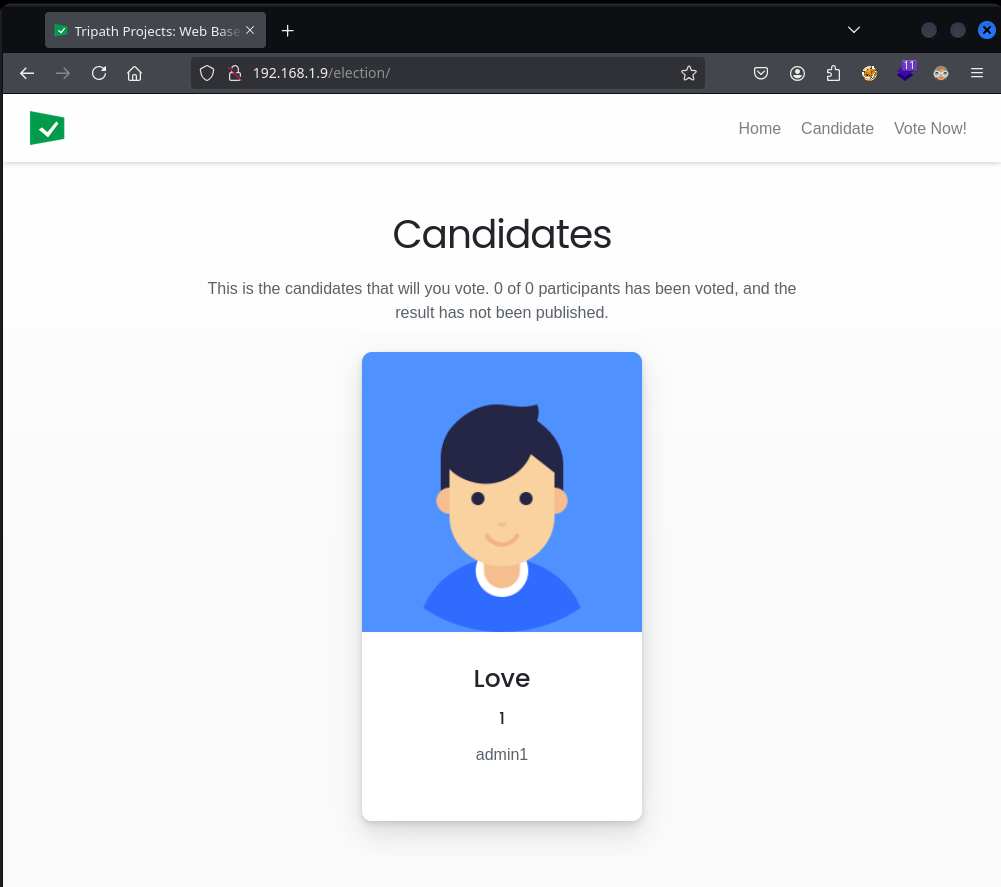 Tripath Projects: Web Base
192.168.1.9/election/
11
Home Candidate Vote Now!
Candidates
This is the candidates that will you vote. 0 of 0 participants has been voted, and the
result has not been published.
Love
1
admin1